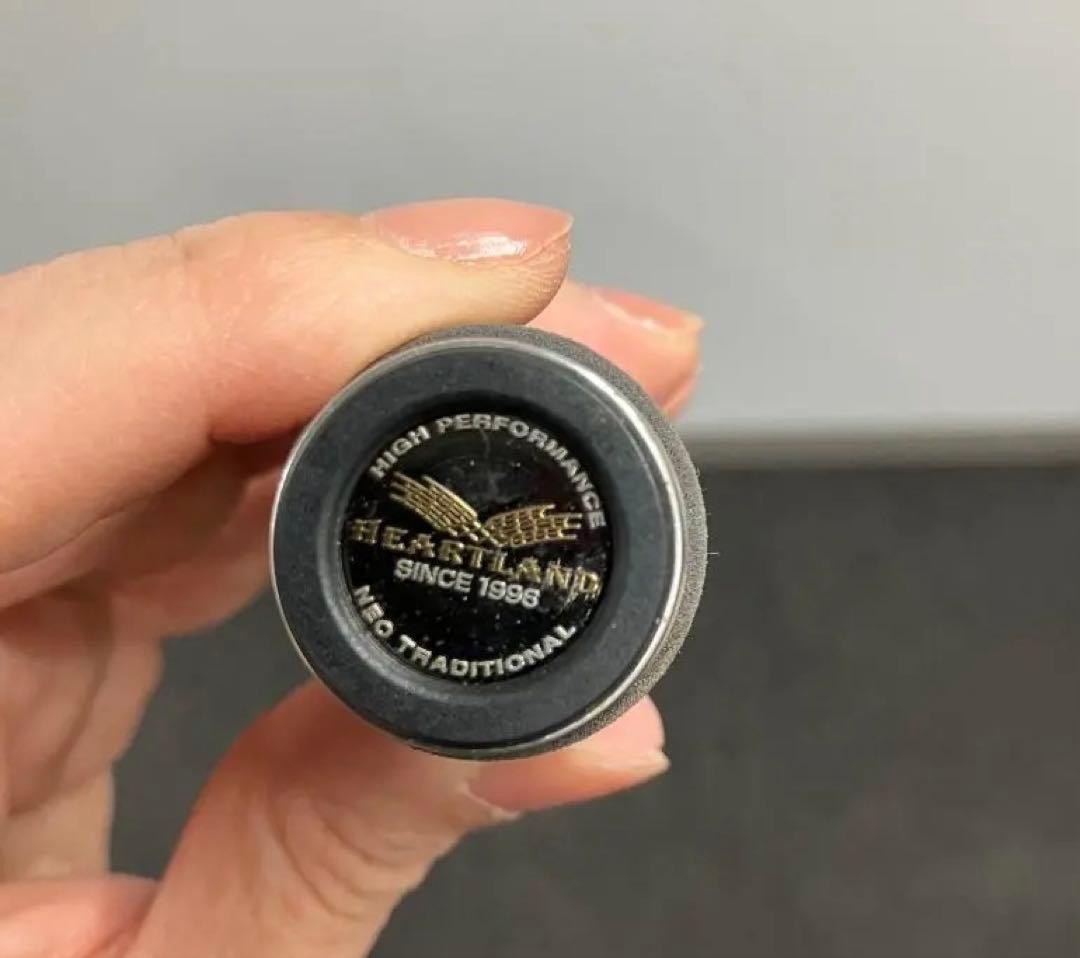 HIGH PERFORMANCE
HEARTLAND
SINCE 1996
NEO TRADITIONAL